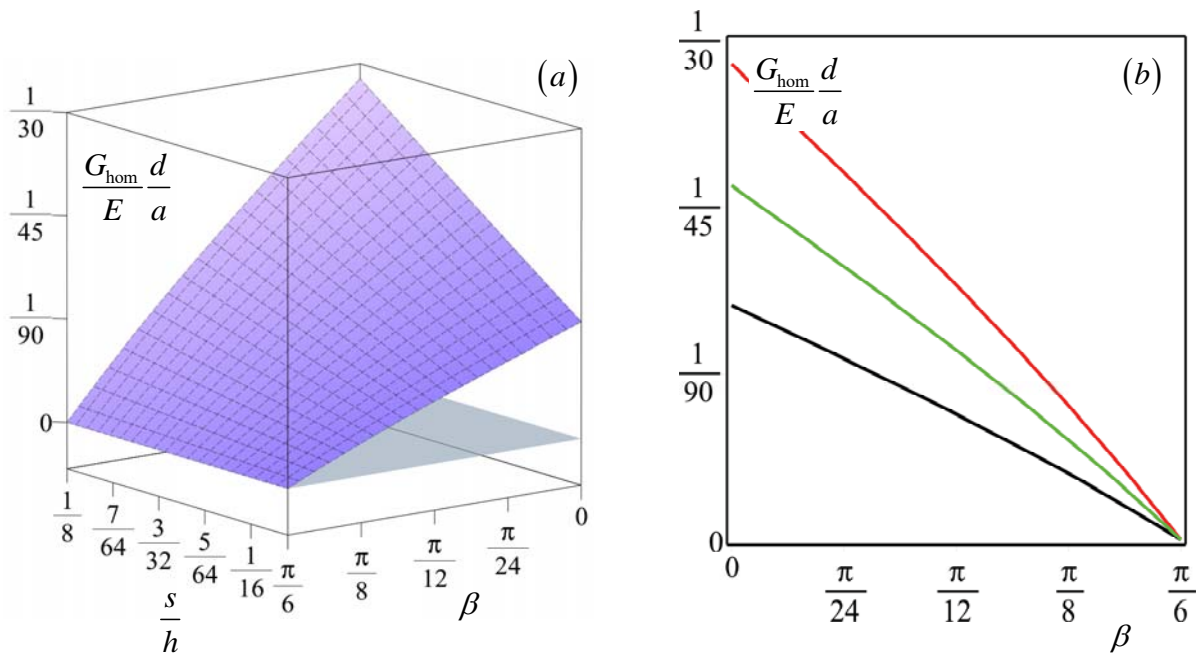 (a)
1/30
G_hom/E d/a
1/45
1/90
0
1/8
7/64
3/32
5/64
1/16
s/h
π/6
π/8
π/12
π/24
0
β
(b)
1/30
G_hom/E d/a
1/45
1/90
0
0
π/24
π/12
π/8
π/6
β